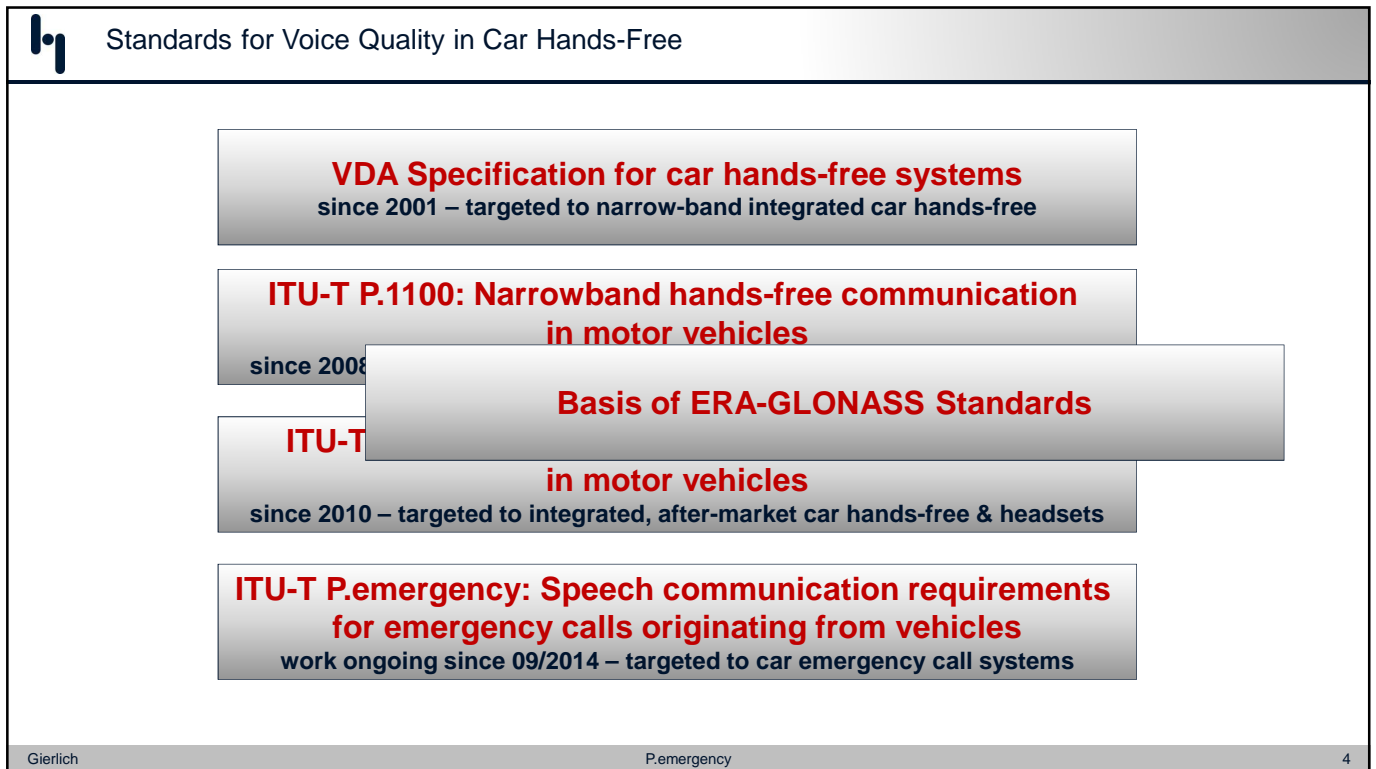 Standards for Voice Quality in Car Hands-Free
VDA Specification for car hands-free systems
since 2001 – targeted to narrow-band integrated car hands-free
ITU-T P.1100: Narrowband hands-free communication
in motor vehicles
since 2008
Basis of ERA-GLONASS Standards
ITU-T
in motor vehicles
since 2010 – targeted to integrated, after-market car hands-free & headsets
ITU-T P.emergency: Speech communication requirements
for emergency calls originating from vehicles
work ongoing since 09/2014 – targeted to car emergency call systems
Gierlich P.emergency 4